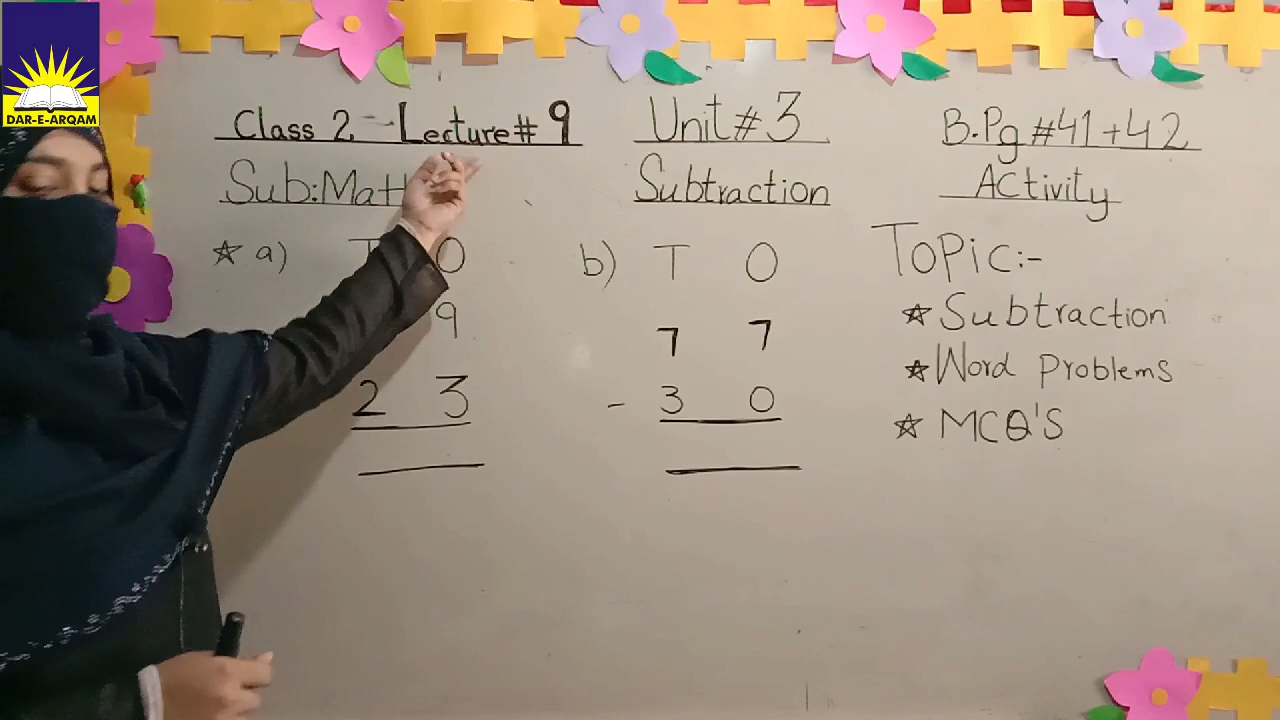 DAR-E-ARQAM
Class 2 - Lecture # 9
Unit # 3
B.Pg # 41 + 42
Sub: Mat
Subtraction
Activity
☆ a) T O
9
2 3
b) T O
7 7
- 3 0
Topic:-
☆ Subtraction
☆ Word Problems
☆ MCQ'S